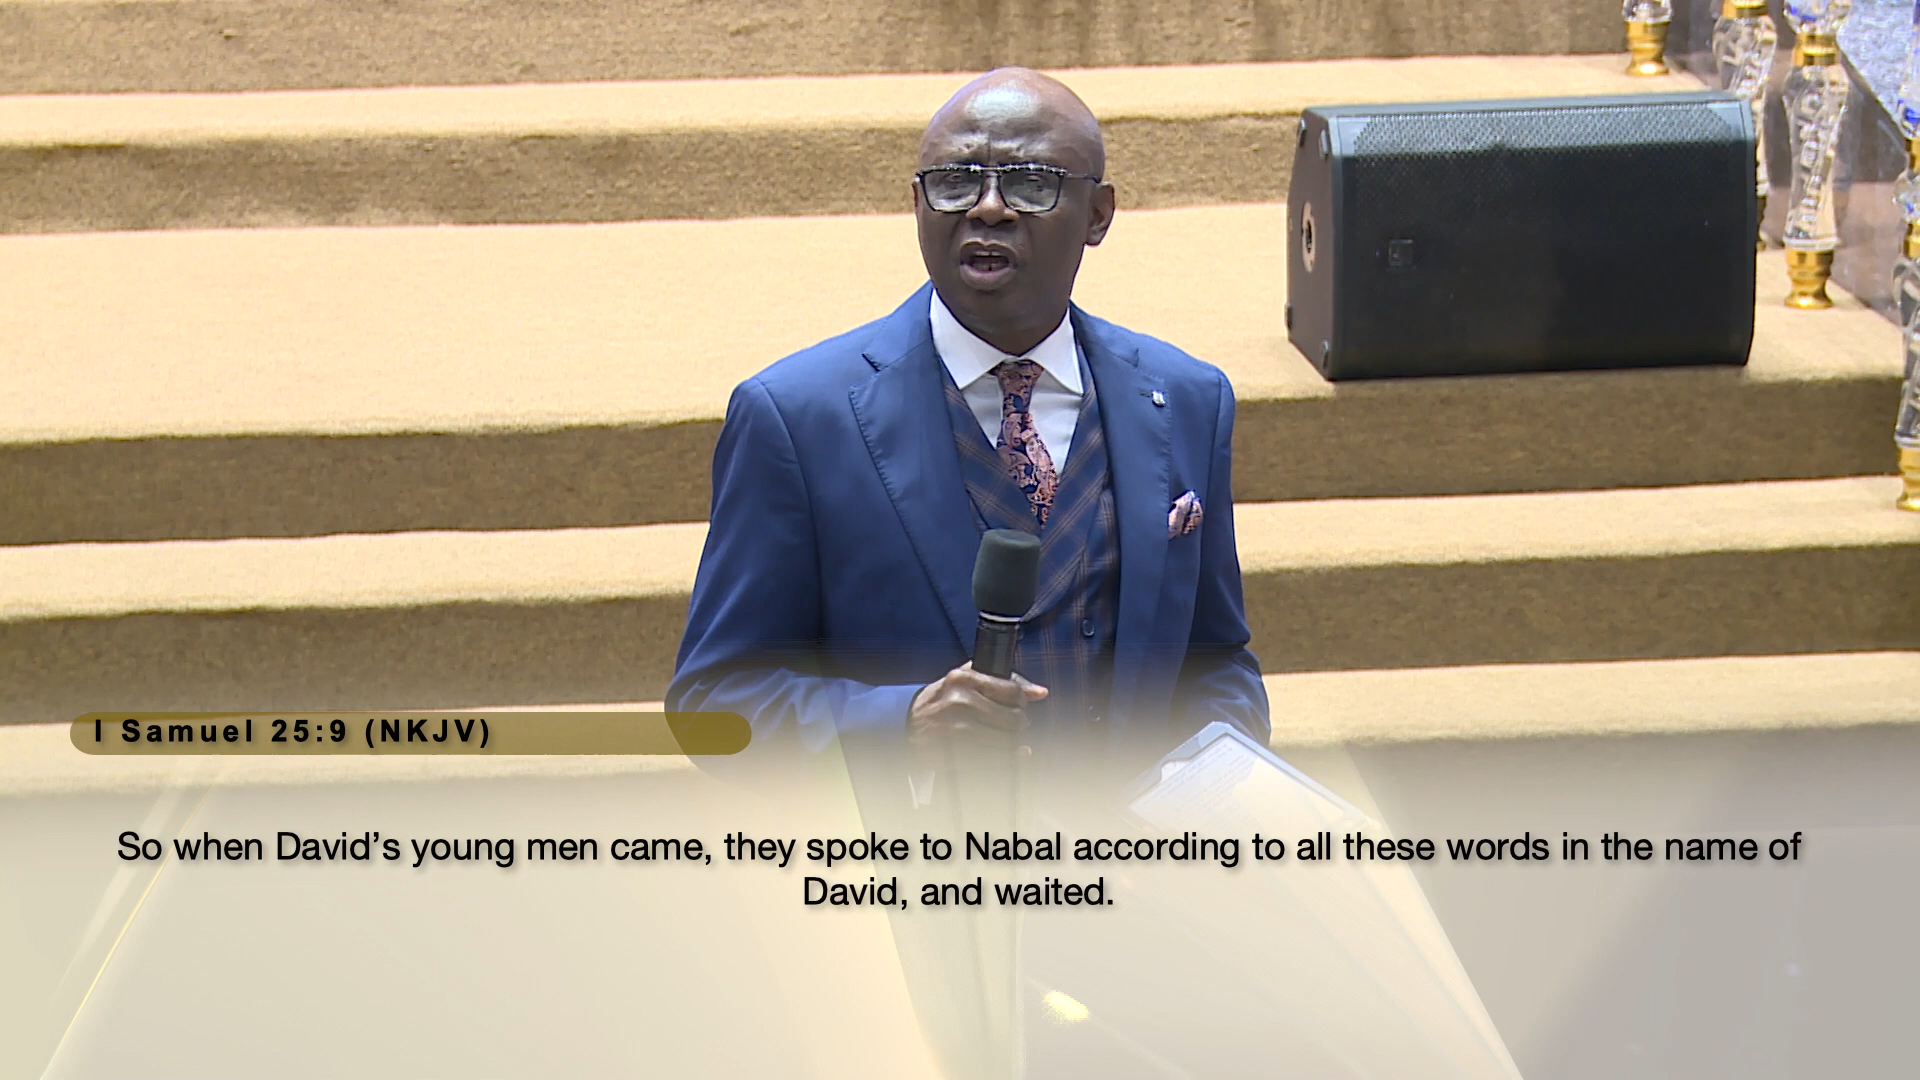 I Samuel 25:9 (NKJV)
So when David’s young men came, they spoke to Nabal according to all these words in the name of
David, and waited.